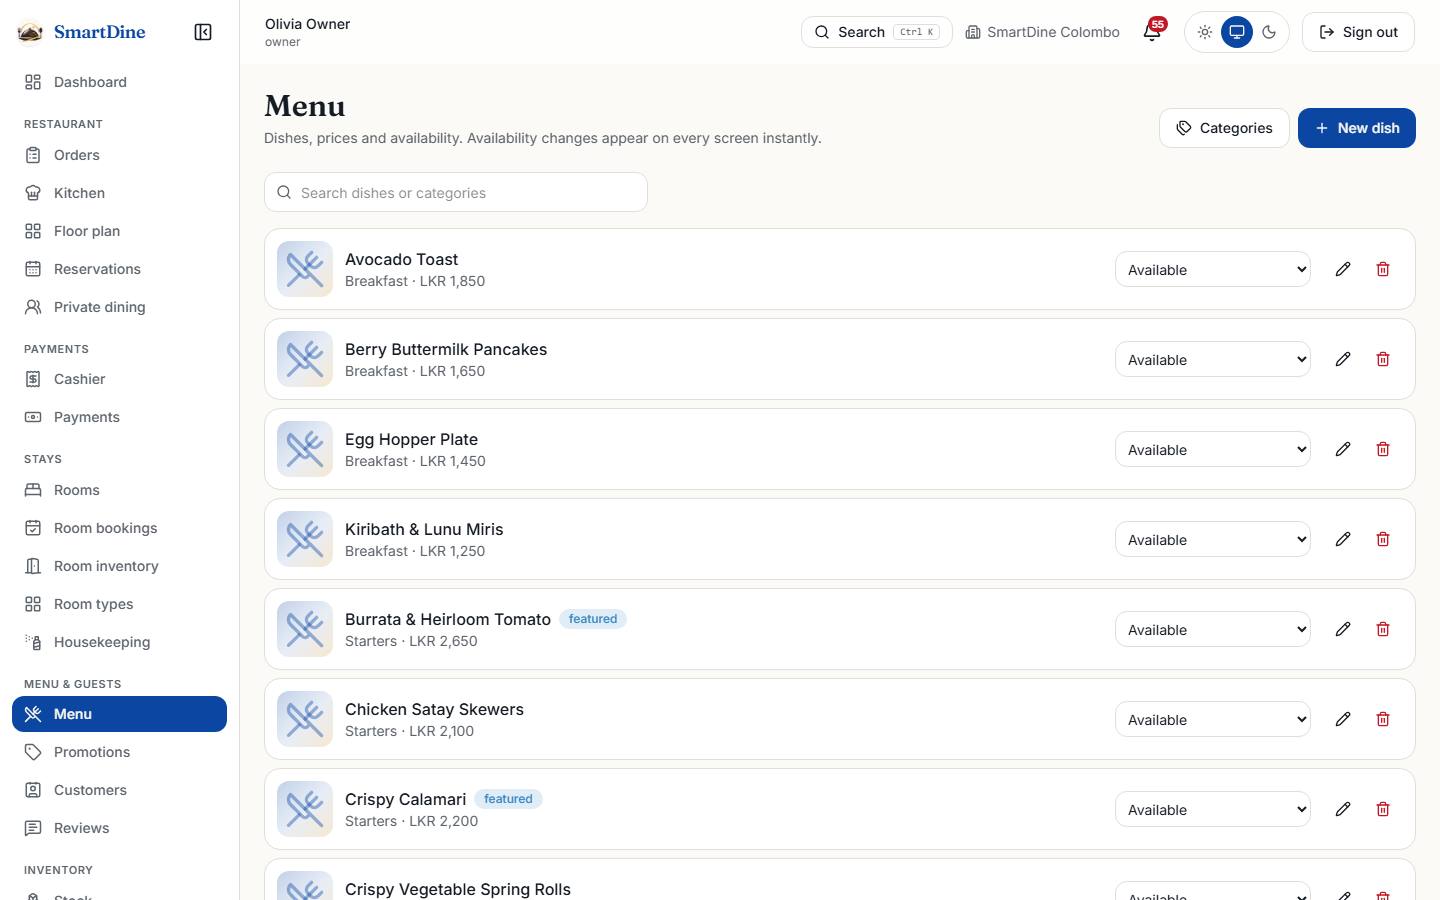 SmartDine
Dashboard
RESTAURANT
Orders
Kitchen
Floor plan
Reservations
Private dining
PAYMENTS
Cashier
Payments
STAYS
Rooms
Room bookings
Room inventory
Room types
Housekeeping
MENU & GUESTS
Menu
Promotions
Customers
Reviews
INVENTORY
Stock
Olivia Owner
owner
Search Ctrl K
SmartDine Colombo
55
Sign out
Menu
Dishes, prices and availability. Availability changes appear on every screen instantly.
Categories
New dish
Search dishes or categories
Avocado Toast
Breakfast · LKR 1,850
Available
Berry Buttermilk Pancakes
Breakfast · LKR 1,650
Available
Egg Hopper Plate
Breakfast · LKR 1,450
Available
Kiribath & Lunu Miris
Breakfast · LKR 1,250
Available
Burrata & Heirloom Tomato featured
Starters · LKR 2,650
Available
Chicken Satay Skewers
Starters · LKR 2,100
Available
Crispy Calamari featured
Starters · LKR 2,200
Available
Crispy Vegetable Spring Rolls
Available